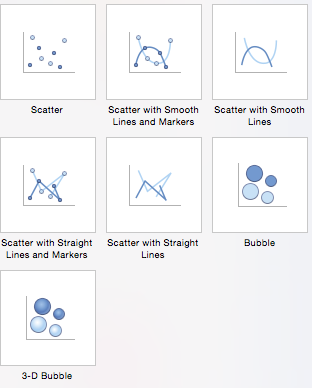 Scatter
Scatter with Smooth
Lines and Markers
Scatter with Smooth
Lines
Scatter with Straight
Lines and Markers
Scatter with Straight
Lines
Bubble
3-D Bubble